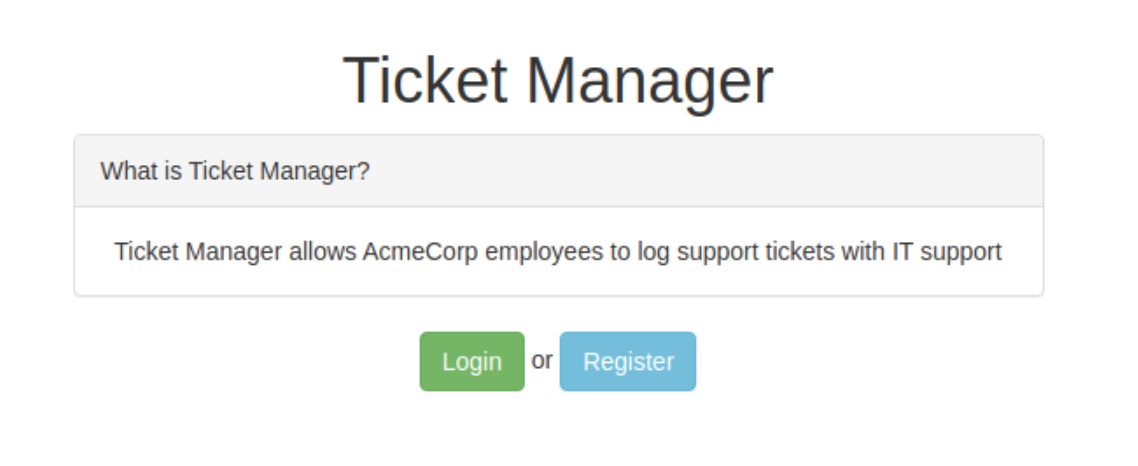 Ticket Manager
What is Ticket Manager?
Ticket Manager allows AcmeCorp employees to log support tickets with IT support
Login or Register